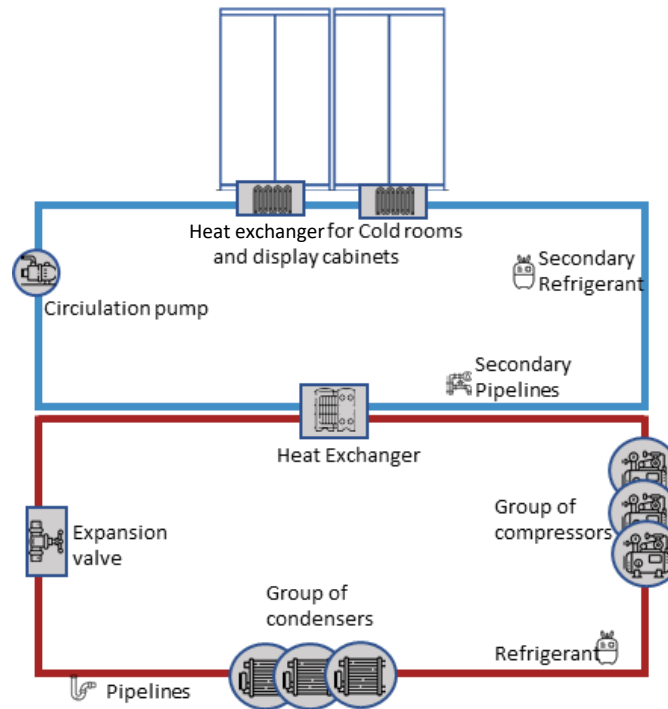 Heat exchanger for Cold rooms
and display cabinets
Secondary
Refrigerant
Circiulation pump
Secondary
Pipelines
Heat Exchanger
Group of
compressors
Expansion
valve
Group of
condensers
Refrigerant
Pipelines